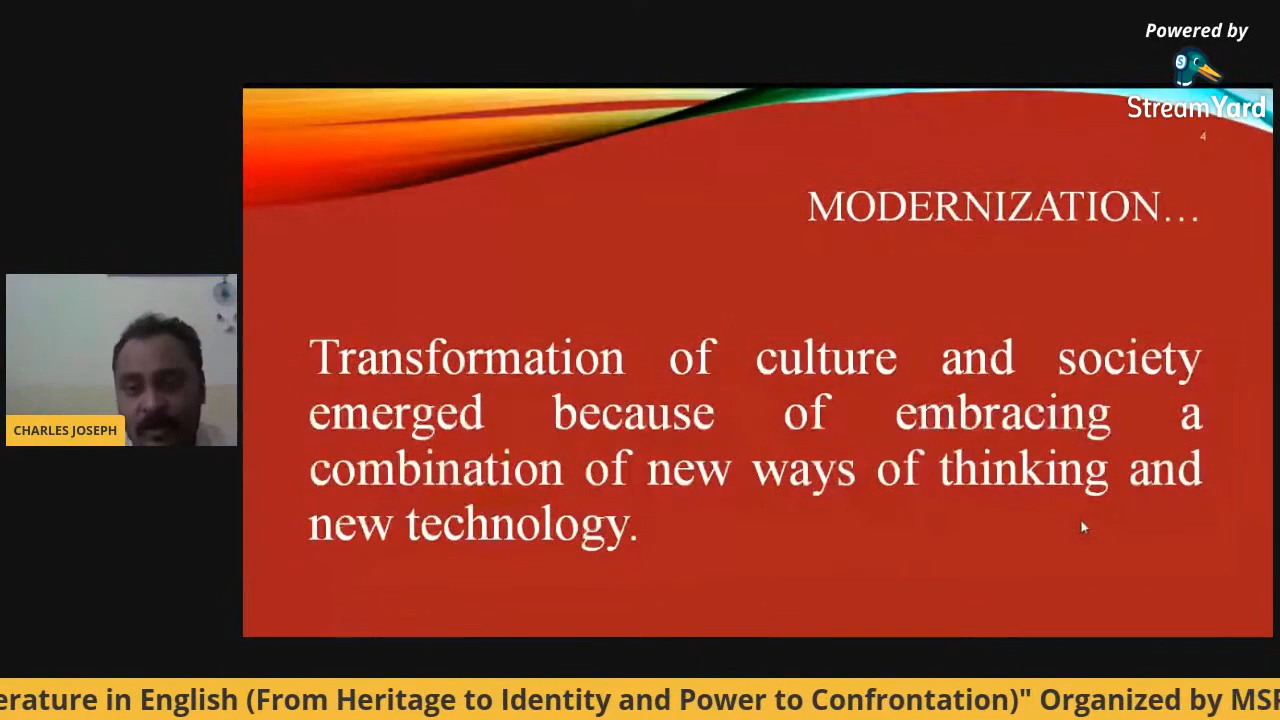 Powered by
StreamYard
4
MODERNIZATION...
Transformation of culture and society
emerged because of embracing a
combination of new ways of thinking and
new technology.
CHARLES JOSEPH
erature in English (From Heritage to Identity and Power to Confrontation)" Organized by